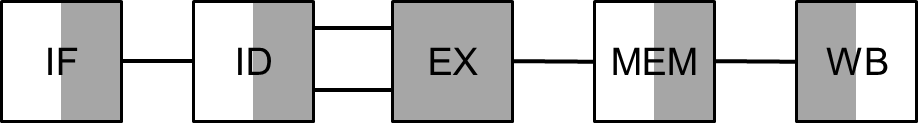 IF ID EX MEM WB